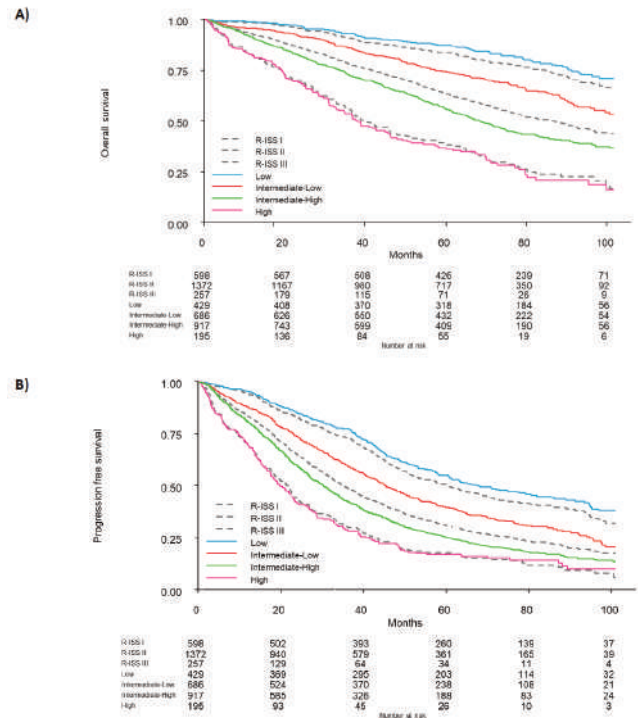 A)
Overall survival
1.00
0.75
0.50
0.25
0.00
R-ISS I
R-ISS II
R-ISS III
Low
Intermediate-Low
Intermediate-High
High
0 20 40 60 80 100
Months
R-ISS I 598 567 508 426 239 71
R-ISS II 1372 1167 980 717 350 92
R-ISS III 257 179 115 71 26 9
Low 429 408 370 318 184 56
Intermediate-Low 686 626 550 432 222 54
Intermediate-High 917 743 599 409 190 56
High 195 136 84 55 19 6
Number at risk
B)
Progression free survival
1.00
0.75
0.50
0.25
0.00
R-ISS I
R-ISS II
R-ISS III
Low
Intermediate-Low
Intermediate-High
High
0 20 40 60 80 100
Months
R-ISS I 598 502 393 260 139 37
R-ISS II 1372 940 579 361 165 39
R-ISS III 257 129 64 34 11 4
Low 429 369 295 203 114 32
Intermediate-Low 686 524 370 238 108 21
Intermediate-High 917 585 326 188 83 24
High 195 93 45 26 10 3
Number at risk